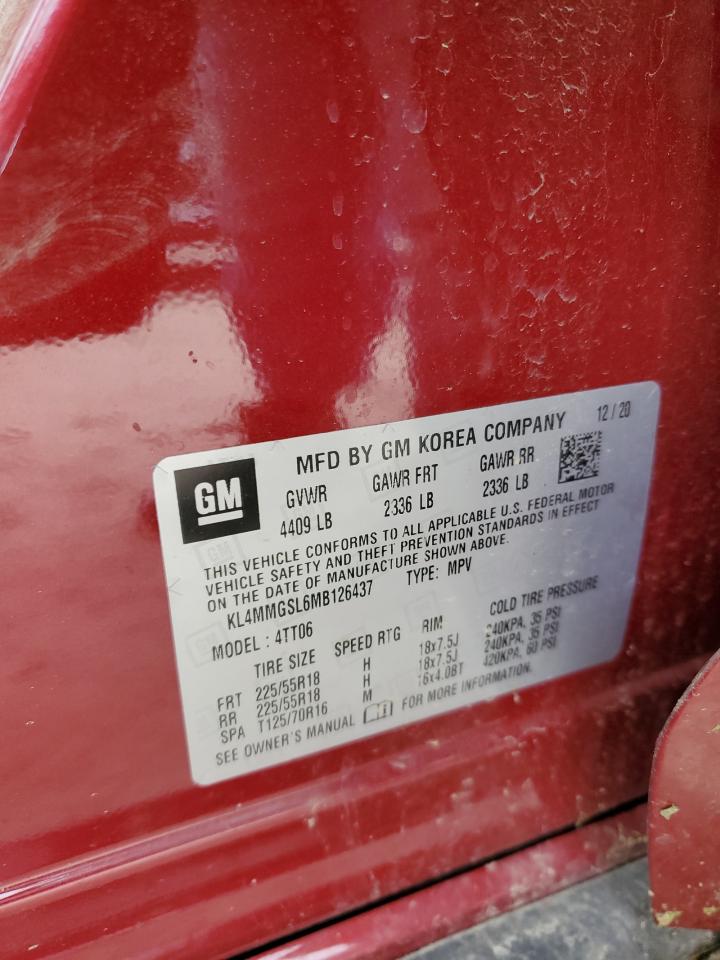 GM
MFD BY GM KOREA COMPANY 12 / 20
GVWR GAWR FRT GAWR RR
4409 LB 2336 LB 2336 LB
THIS VEHICLE CONFORMS TO ALL APPLICABLE U.S. FEDERAL MOTOR
VEHICLE SAFETY AND THEFT PREVENTION STANDARDS IN EFFECT
ON THE DATE OF MANUFACTURE SHOWN ABOVE.
KL4MMGSL6MB126437 TYPE: MPV
MODEL : 4TT06
TIRE SIZE SPEED RTG RIM COLD TIRE PRESSURE
FRT 225/55R18 H 18x7.5J 240KPA, 35 PSI
RR 225/55R18 H 18x7.5J 240KPA, 35 PSI
SPA T125/70R16 M 16x4.0BT 420KPA, 60 PSI
SEE OWNER'S MANUAL FOR MORE INFORMATION.